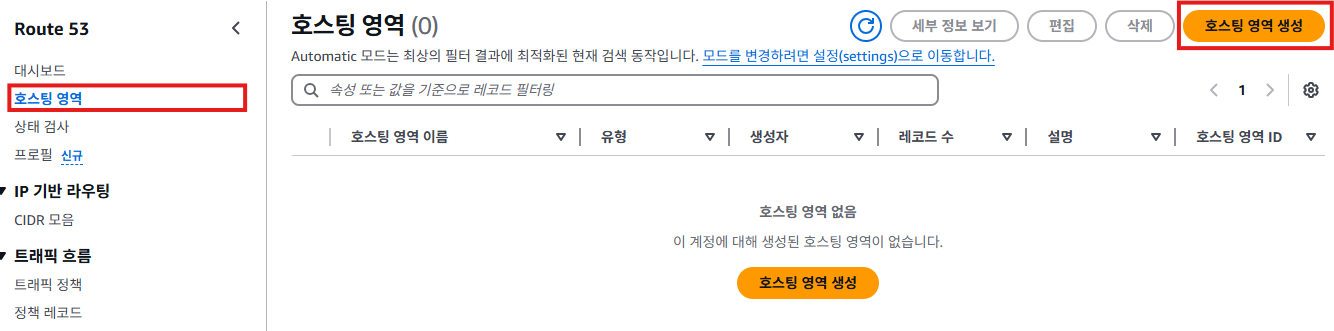 Route 53
대시보드
호스팅 영역
상태 검사
프로필 신규
IP 기반 라우팅
CIDR 모음
트래픽 흐름
트래픽 정책
정책 레코드
호스팅 영역 (0)
세부 정보 보기
편집
삭제
호스팅 영역 생성
Automatic 모드는 최상의 필터 결과에 최적화된 현재 검색 동작입니다. 모드를 변경하려면 설정(settings)으로 이동합니다.
속성 또는 값을 기준으로 레코드 필터링
1
호스팅 영역 이름 유형 생성자 레코드 수 설명 호스팅 영역 ID
호스팅 영역 없음
이 계정에 대해 생성된 호스팅 영역이 없습니다.
호스팅 영역 생성